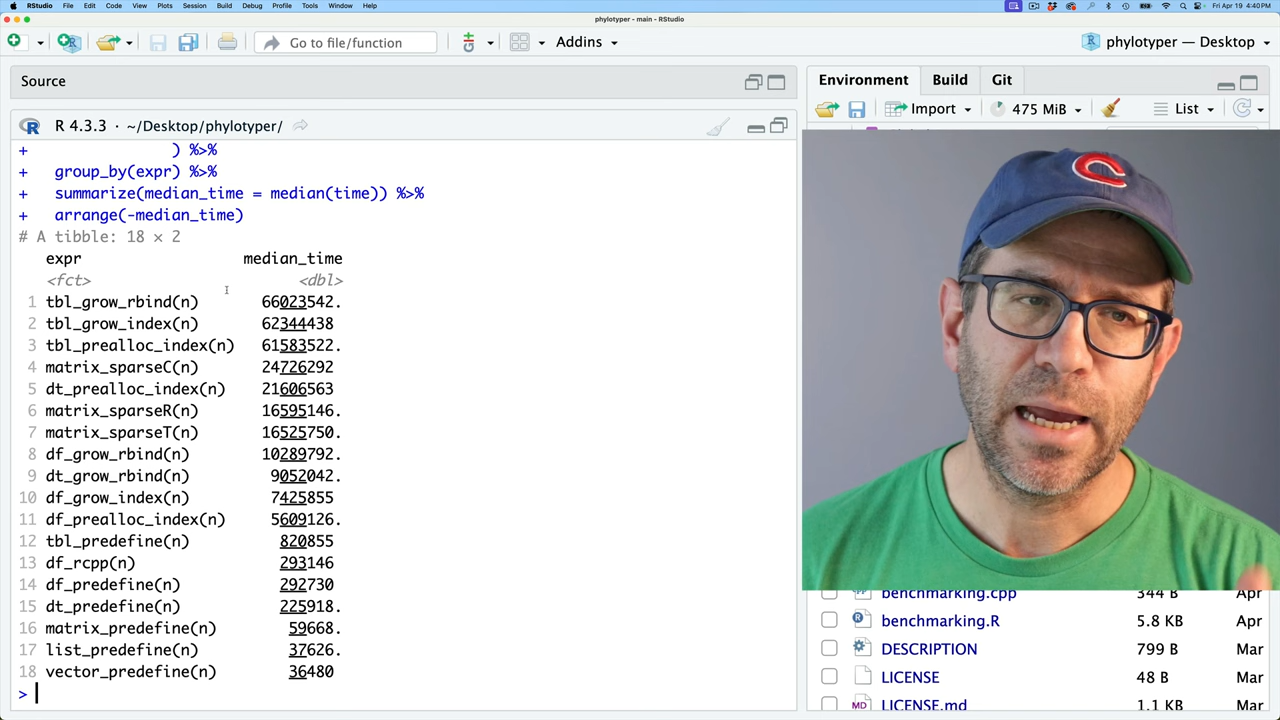 RStudio File Edit Code View Plots Session Build Debug Profile Tools Window Help Fri Apr 19 4:40 PM
phylotyper - main - RStudio
Go to file/function Addins phylotyper — Desktop
Source
Environment Build Git
Import 475 MiB List
R 4.3.3 · ~/Desktop/phylotyper/
+ ) %>%
+ group_by(expr) %>%
+ summarize(median_time = median(time)) %>%
+ arrange(-median_time)
# A tibble: 18 × 2
expr median_time
<fct> <dbl>
1 tbl_grow_rbind(n) 66023542.
2 tbl_grow_index(n) 62344438
3 tbl_prealloc_index(n) 61583522.
4 matrix_sparseC(n) 24726292
5 dt_prealloc_index(n) 21606563
6 matrix_sparseR(n) 16595146.
7 matrix_sparseT(n) 16525750.
8 df_grow_rbind(n) 10289792.
9 dt_grow_rbind(n) 9052042.
10 df_grow_index(n) 7425855
11 df_prealloc_index(n) 5609126.
12 tbl_predefine(n) 820855
13 df_rcpp(n) 293146
14 df_predefine(n) 292730
15 dt_predefine(n) 225918.
16 matrix_predefine(n) 59668.
17 list_predefine(n) 37626.
18 vector_predefine(n) 36480
>
C
benchmarking.cpp 344 B Apr
benchmarking.R 5.8 KB Apr
DESCRIPTION 799 B Mar
LICENSE 48 B Mar
LICENSE.md 1.1 KB Mar